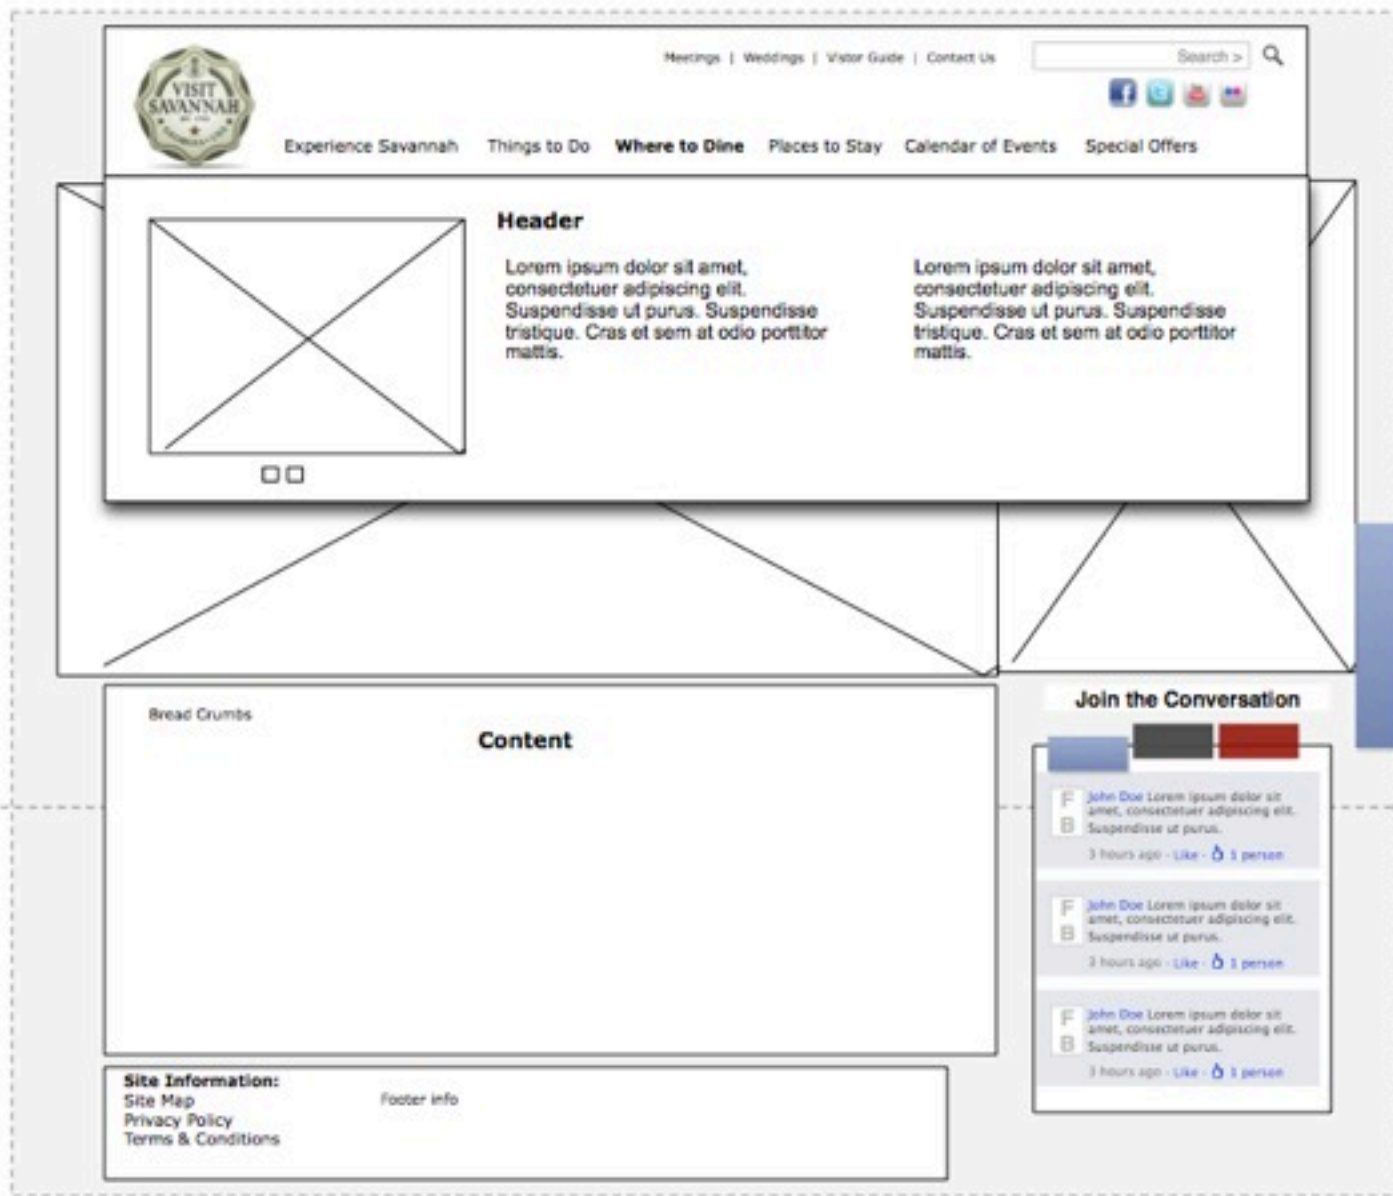 Meetings | Weddings | Vistor Guide | Contact Us
Search >
VISIT
SAVANNAH
Experience Savannah Things to Do Where to Dine Places to Stay Calendar of Events Special Offers
Header
Lorem ipsum dolor sit amet,
consectetuer adipiscing elit.
Suspendisse ut purus. Suspendisse
tristique. Cras et sem at odio porttitor
mattis.
Lorem ipsum dolor sit amet,
consectetuer adipiscing elit.
Suspendisse ut purus. Suspendisse
tristique. Cras et sem at odio porttitor
mattis.
Bread Crumbs
Content
Join the Conversation
F
B
John Doe Lorem ipsum dolor sit
amet, consectetuer adipiscing elit.
Suspendisse ut purus.
3 hours ago - Like - 1 person
F
B
John Doe Lorem ipsum dolor sit
amet, consectetuer adipiscing elit.
Suspendisse ut purus.
3 hours ago - Like - 1 person
F
B
John Doe Lorem ipsum dolor sit
amet, consectetuer adipiscing elit.
Suspendisse ut purus.
3 hours ago - Like - 1 person
Site Information:
Site Map
Privacy Policy
Terms & Conditions
Footer info